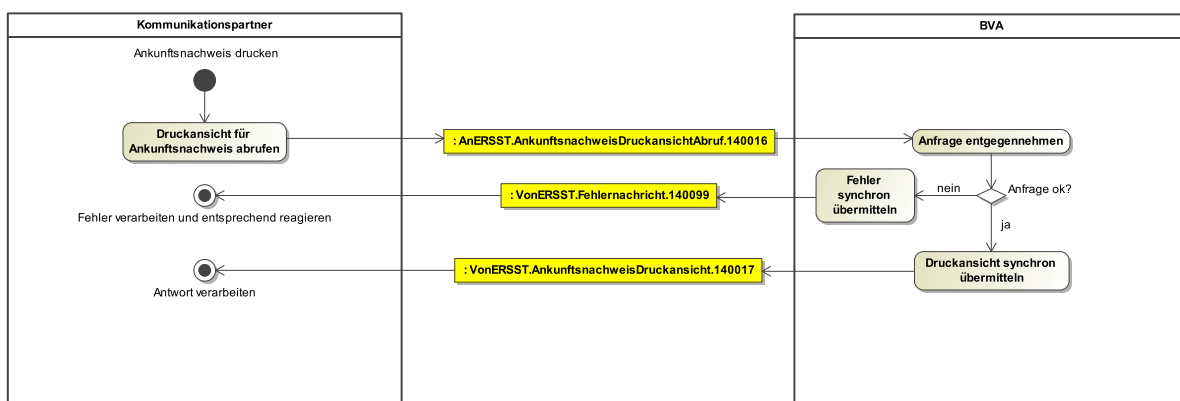 Kommunikationspartner
BVA
Ankunftsnachweis drucken
Druckansicht für
Ankunftsnachweis abrufen
: AnERSST.AnkunftsnachweisDruckansichtAbruf.140016
Anfrage entgegennehmen
Fehler
synchron
übermitteln
nein
Anfrage ok?
: VonERSST.Fehlernachricht.140099
Fehler verarbeiten und entsprechend reagieren
ja
: VonERSST.AnkunftsnachweisDruckansicht.140017
Druckansicht synchron
übermitteln
Antwort verarbeiten